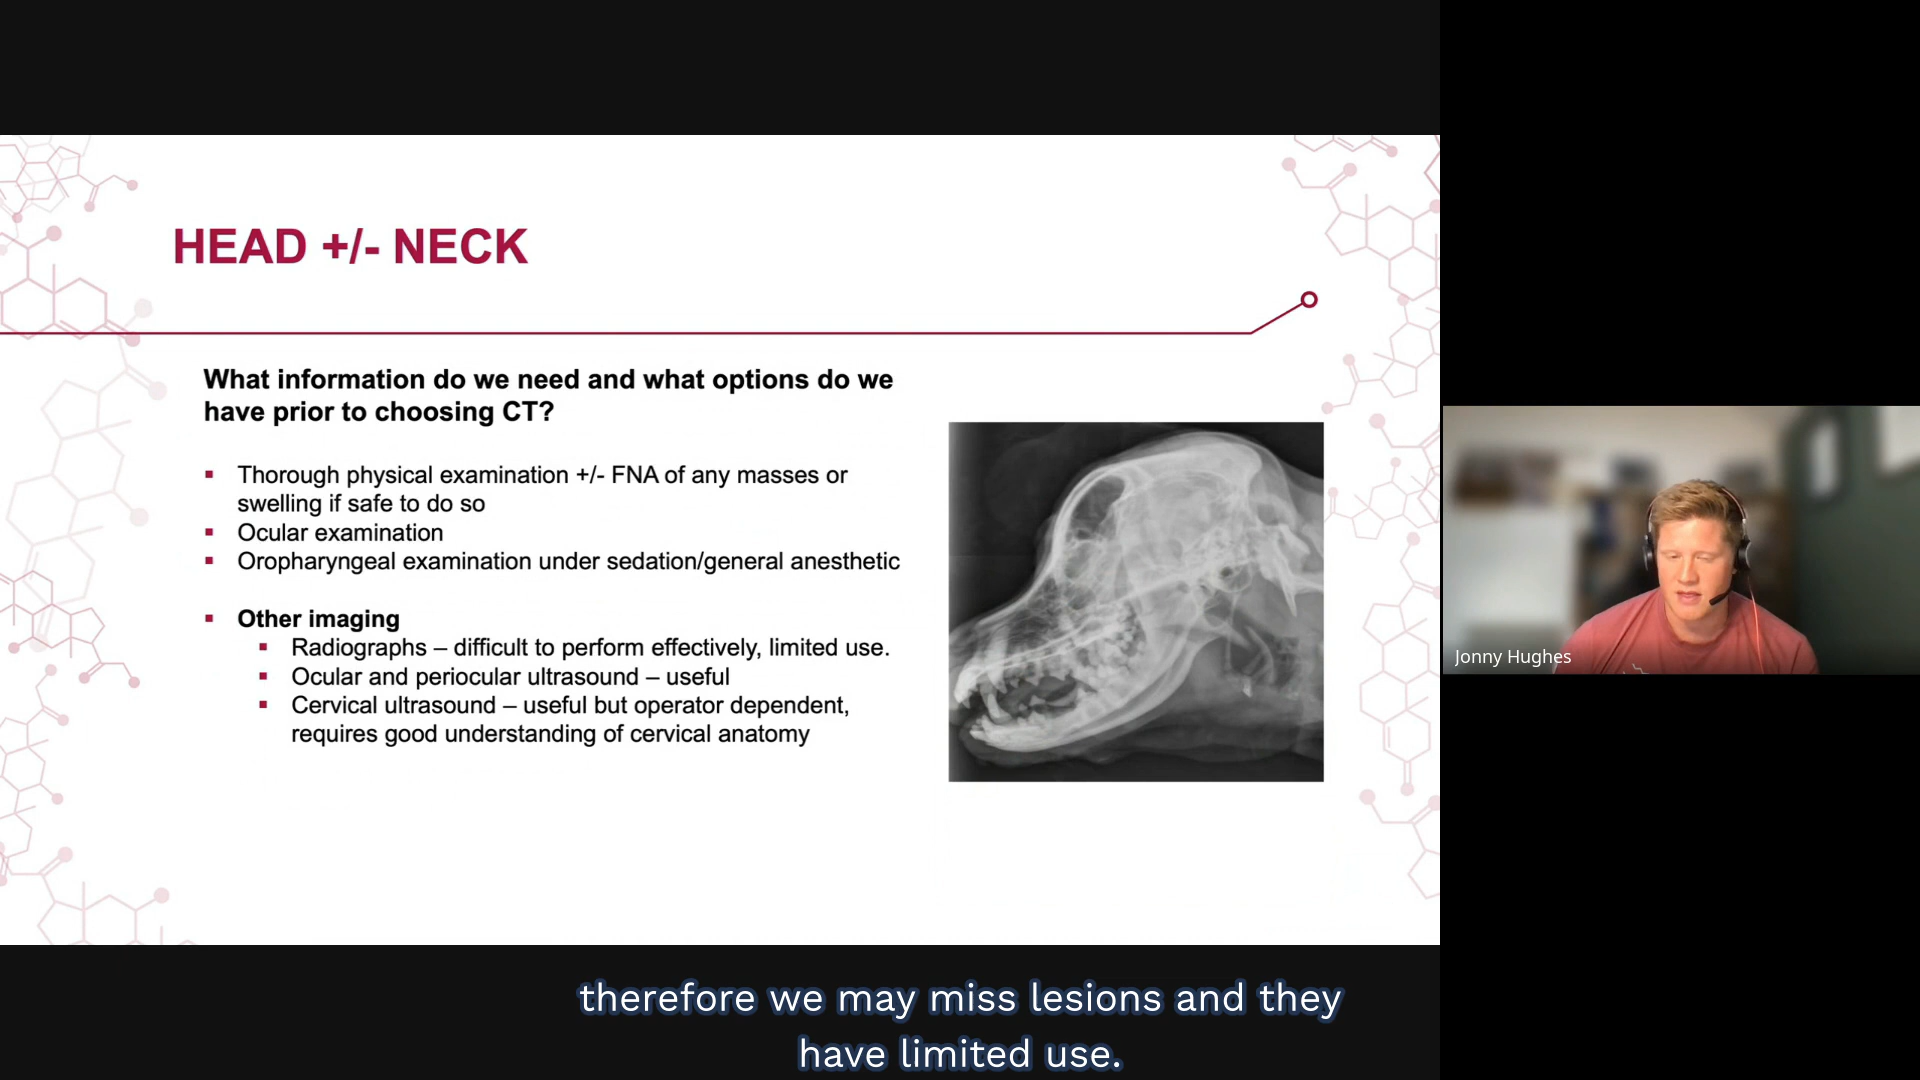 HEAD +/- NECK
What information do we need and what options do we
have prior to choosing CT?
Thorough physical examination +/- FNA of any masses or
swelling if safe to do so
Ocular examination
Oropharyngeal examination under sedation/general anesthetic
Other imaging
Radiographs – difficult to perform effectively, limited use.
Ocular and periocular ultrasound – useful
Cervical ultrasound – useful but operator dependent,
requires good understanding of cervical anatomy
Jonny Hughes
therefore we may miss lesions and they
have limited use.